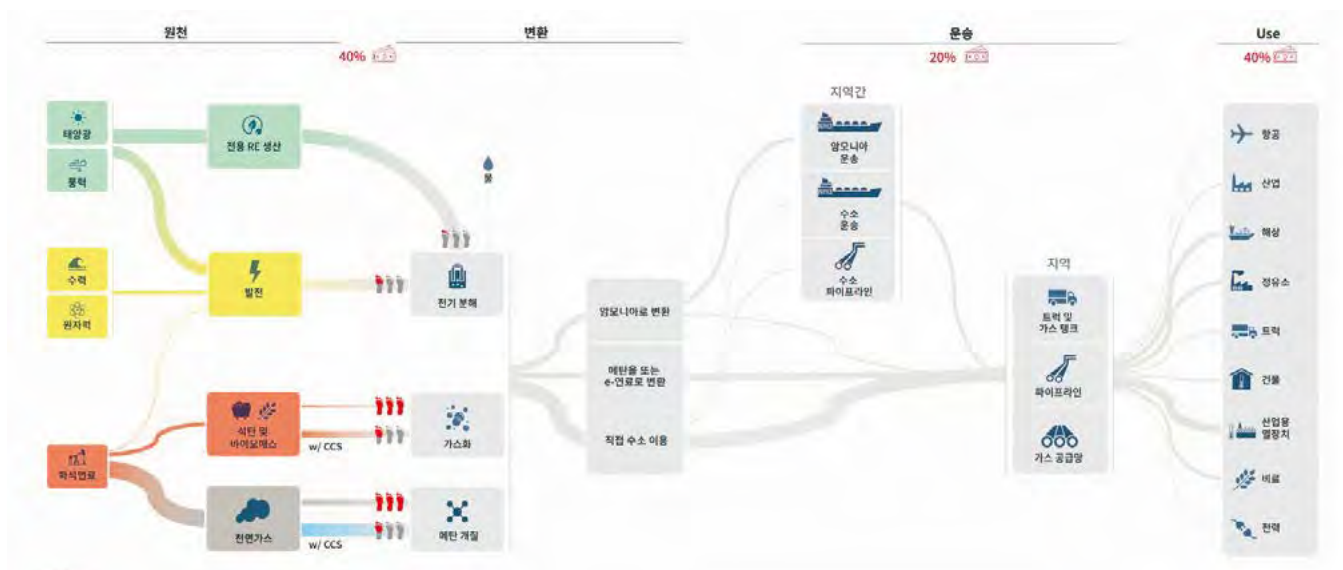 원천
변환
운송
Use
40%
20%
40%
지역간
태양광
풍력
전용 RE 생산
물
암모니아
운송
수소
운송
수소
파이프라인
항공
산업
해상
정유소
트럭
건물
산업용
열장치
비료
전력
수력
원자력
발전
전기 분해
지역
트럭 및
가스 탱크
파이프라인
가스 공급망
암모니아로 변환
메탄올 또는
e-연료로 변환
직접 수소 이용
석탄 및
바이오매스
w/ CCS
가스화
화석연료
천연가스
w/ CCS
메탄 개질